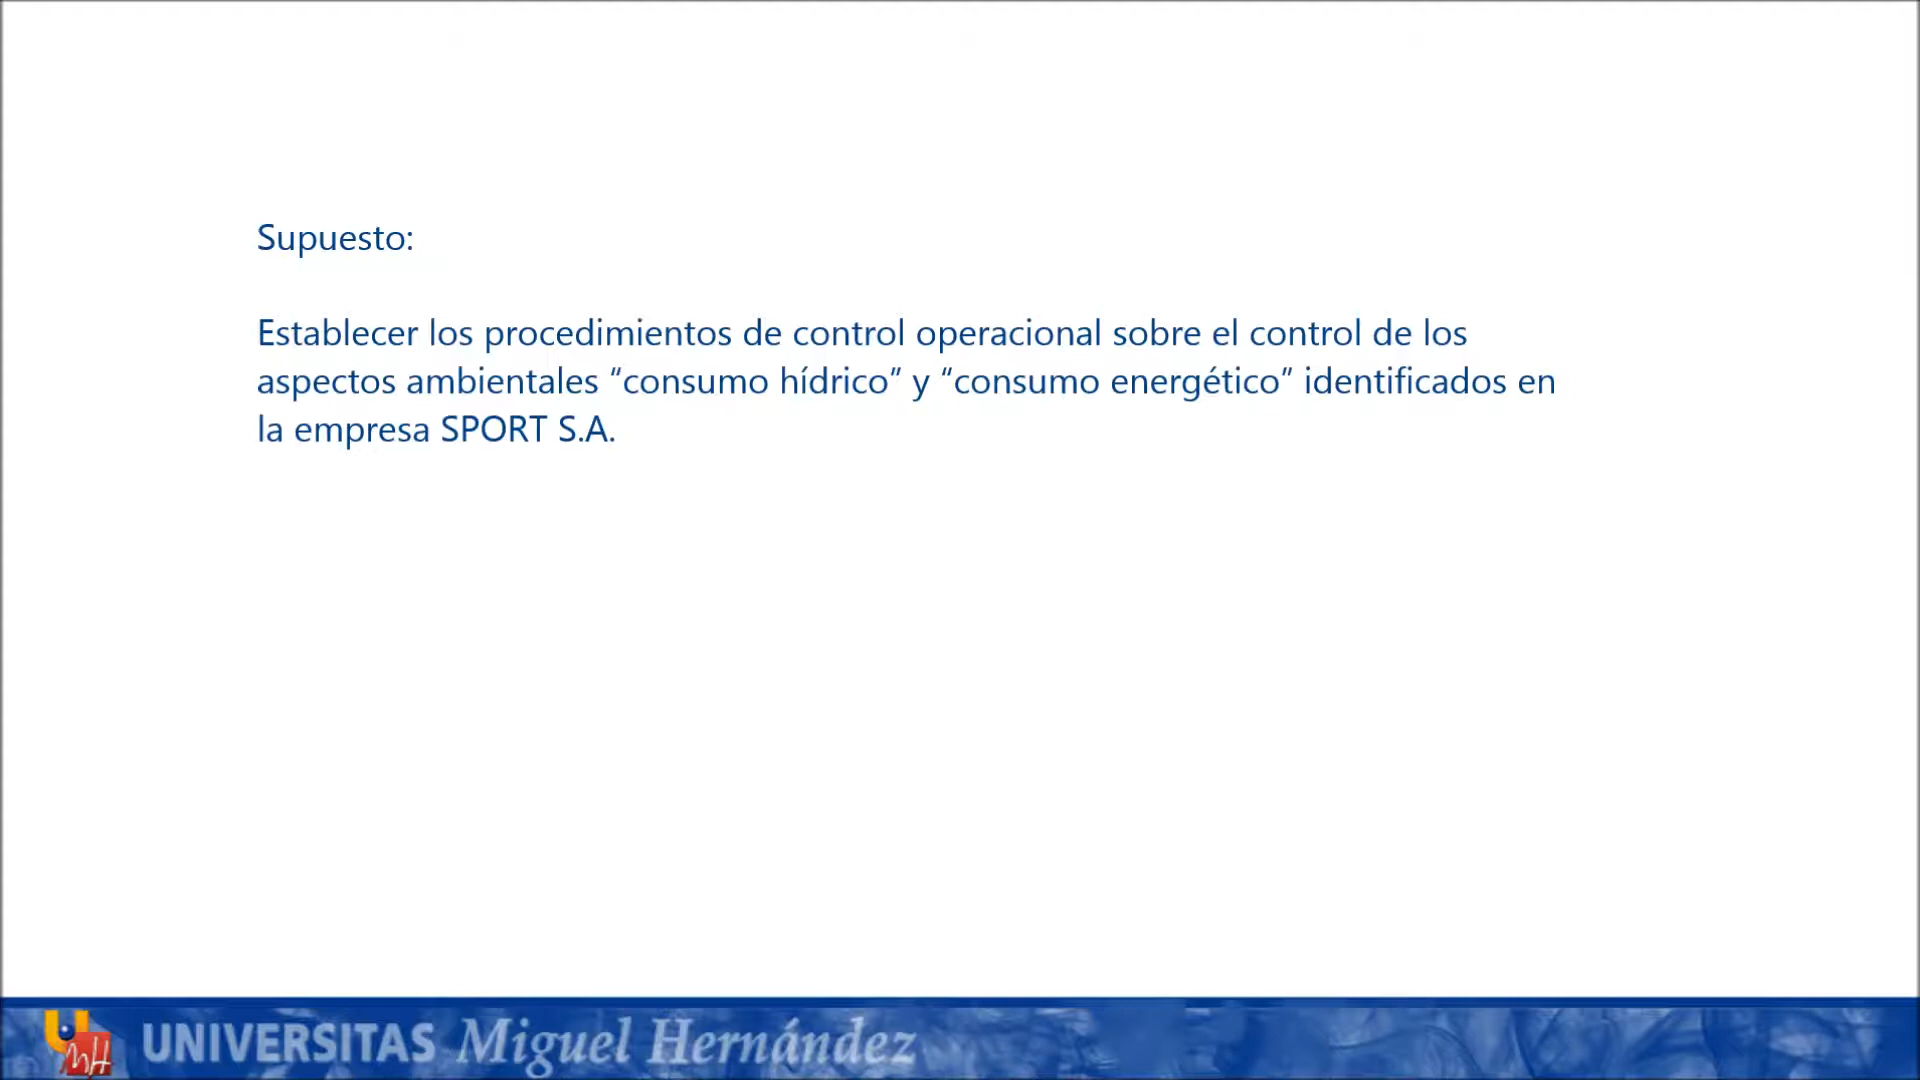 Supuesto:
Establecer los procedimientos de control operacional sobre el control de los
aspectos ambientales “consumo hídrico” y “consumo energético” identificados en
la empresa SPORT S.A.
UNIVERSITAS Miguel Hernández